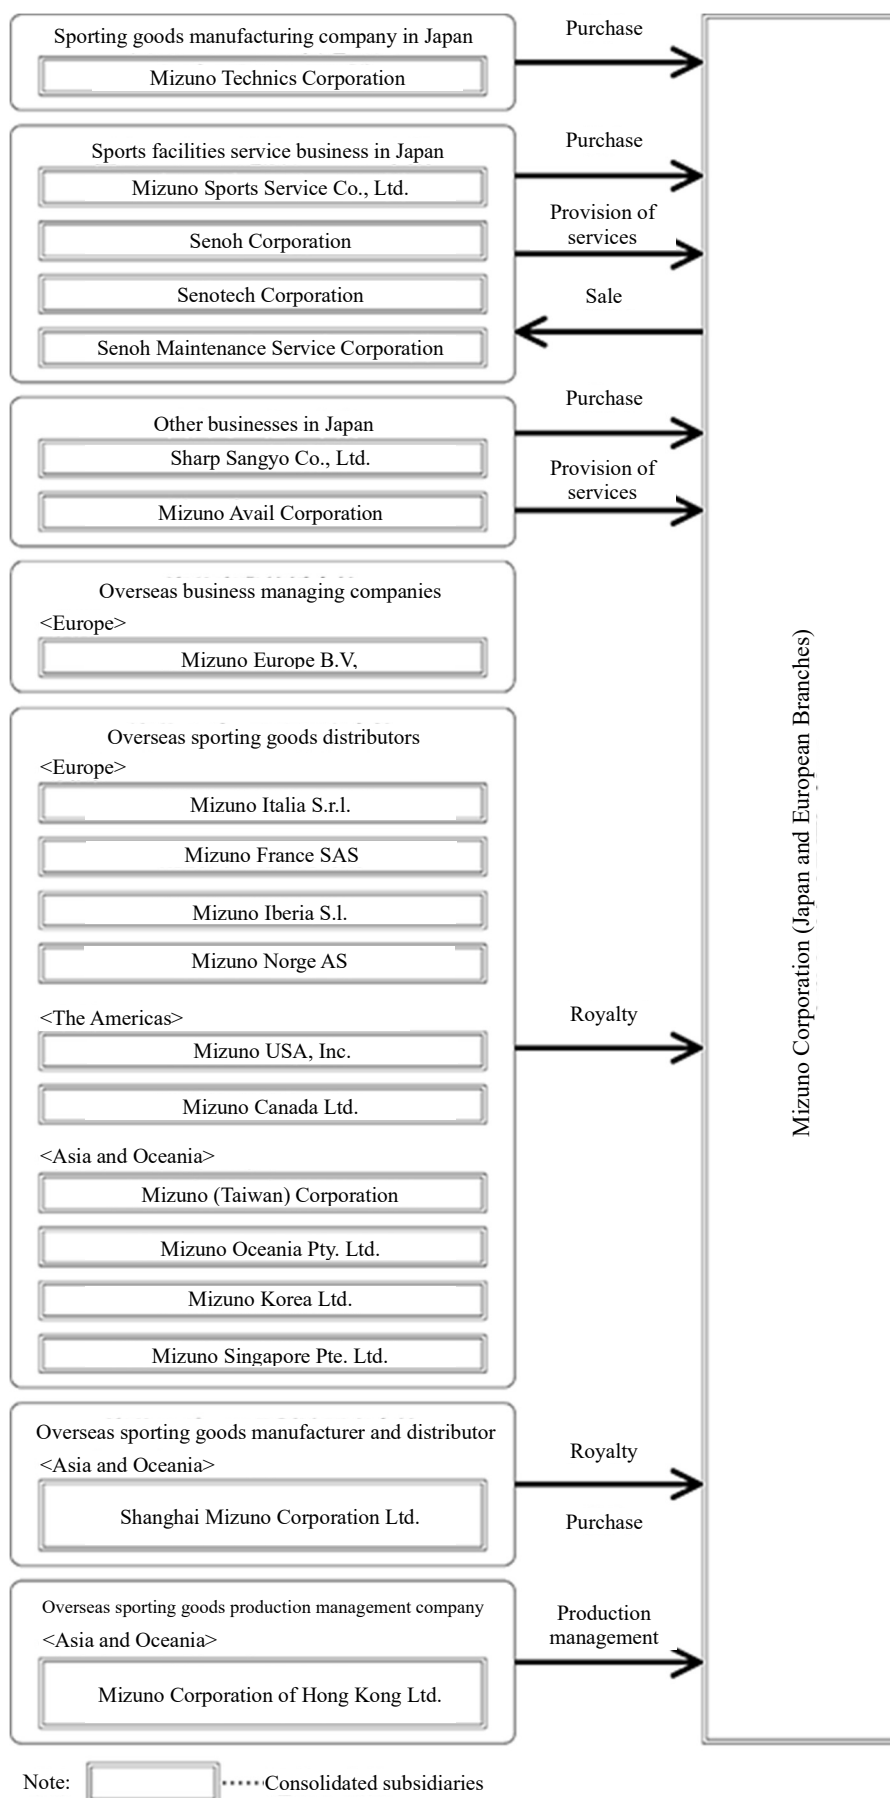 Sporting goods manufacturing company in Japan
Mizuno Technics Corporation
Purchase
Sports facilities service business in Japan
Mizuno Sports Service Co., Ltd.
Senoh Corporation
Senotech Corporation
Senoh Maintenance Service Corporation
Purchase
Provision of
services
Sale
Other businesses in Japan
Sharp Sangyo Co., Ltd.
Mizuno Avail Corporation
Purchase
Provision of
services
Overseas business managing companies
<Europe>
Mizuno Europe B.V,
Overseas sporting goods distributors
<Europe>
Mizuno Italia S.r.l.
Mizuno France SAS
Mizuno Iberia S.l.
Mizuno Norge AS
<The Americas>
Mizuno USA, Inc.
Mizuno Canada Ltd.
<Asia and Oceania>
Mizuno (Taiwan) Corporation
Mizuno Oceania Pty. Ltd.
Mizuno Korea Ltd.
Mizuno Singapore Pte. Ltd.
Royalty
Overseas sporting goods manufacturer and distributor
<Asia and Oceania>
Shanghai Mizuno Corporation Ltd.
Royalty
Purchase
Overseas sporting goods production management company
<Asia and Oceania>
Mizuno Corporation of Hong Kong Ltd.
Production
management
Mizuno Corporation (Japan and European Branches)
Note:
Consolidated subsidiaries